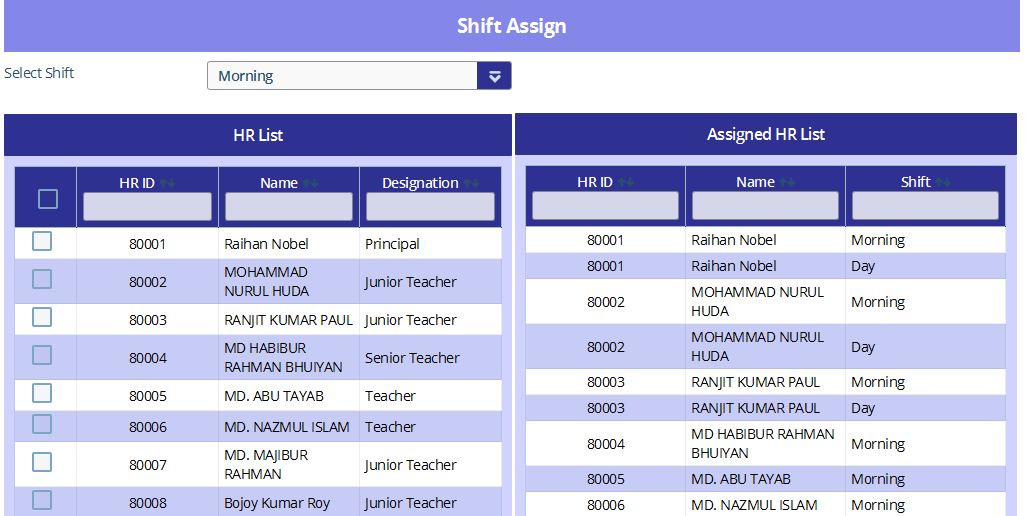 Shift Assign
Select Shift
Morning
HR List
HR ID Name Designation
80001 Raihan Nobel Principal
80002 MOHAMMAD NURUL HUDA Junior Teacher
80003 RANJIT KUMAR PAUL Junior Teacher
80004 MD HABIBUR RAHMAN BHUIYAN Senior Teacher
80005 MD. ABU TAYAB Teacher
80006 MD. NAZMUL ISLAM Teacher
80007 MD. MAJIBUR RAHMAN Junior Teacher
80008 Bojoy Kumar Roy Junior Teacher
Assigned HR List
HR ID Name Shift
80001 Raihan Nobel Morning
80001 Raihan Nobel Day
80002 MOHAMMAD NURUL HUDA Morning
80002 MOHAMMAD NURUL HUDA Day
80003 RANJIT KUMAR PAUL Morning
80003 RANJIT KUMAR PAUL Day
80004 MD HABIBUR RAHMAN BHUIYAN Morning
80005 MD. ABU TAYAB Morning
80006 MD. NAZMUL ISLAM Morning